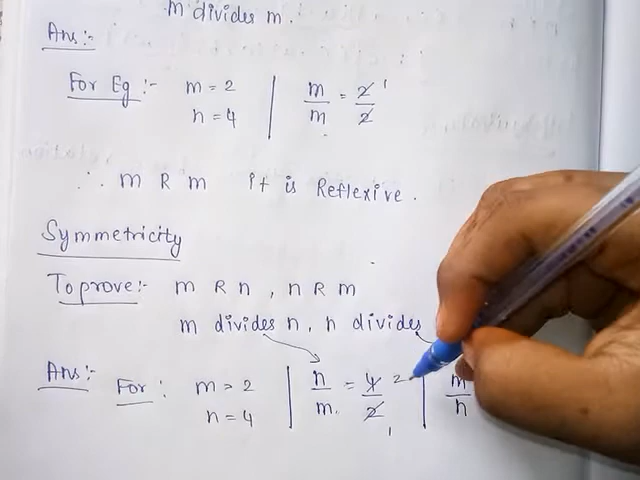 m divides m.
Ans:-
For Eg :- m = 2 | m/m = 2/2 1
n = 4
∴ m R m It is Reflexive.
Symmetricity
To prove:- m R n , n R m
m divides n, n divides
Ans:- For : m = 2 | n/m = 4/2 2 | m/n
n = 4 1